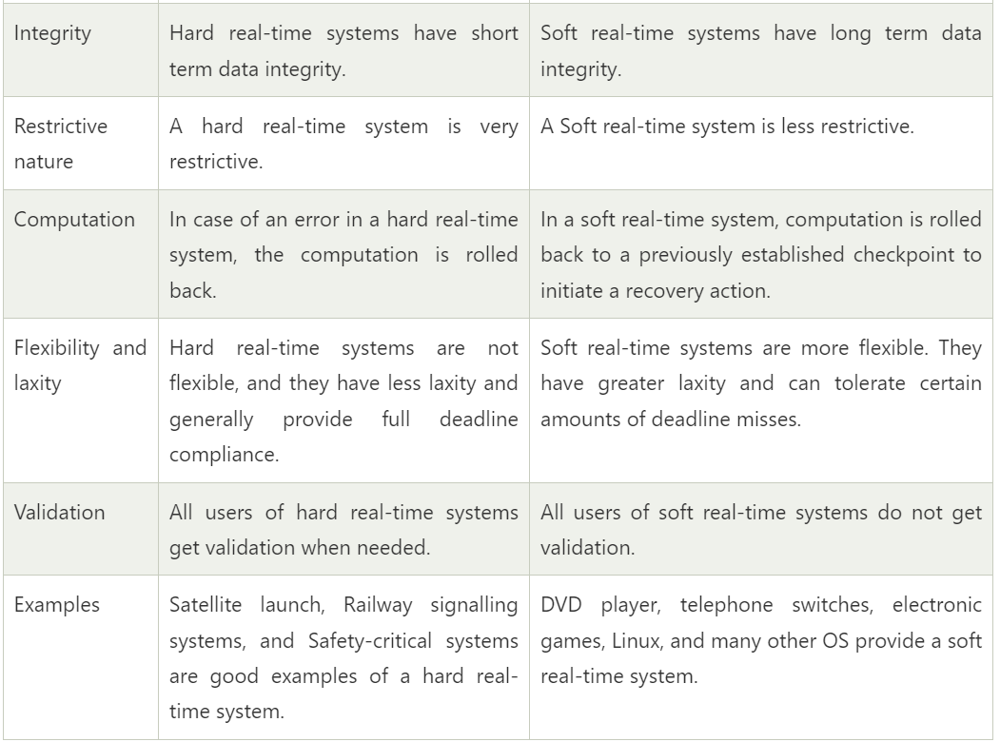 Integrity
Hard real-time systems have short
term data integrity.
Soft real-time systems have long term data
integrity.
Restrictive
nature
A hard real-time system is very
restrictive.
A Soft real-time system is less restrictive.
Computation
In case of an error in a hard real-time
system, the computation is rolled
back.
In a soft real-time system, computation is rolled
back to a previously established checkpoint to
initiate a recovery action.
Flexibility and
laxity
Hard real-time systems are not
flexible, and they have less laxity and
generally provide full deadline
compliance.
Soft real-time systems are more flexible. They
have greater laxity and can tolerate certain
amounts of deadline misses.
Validation
All users of hard real-time systems
get validation when needed.
All users of soft real-time systems do not get
validation.
Examples
Satellite launch, Railway signalling
systems, and Safety-critical systems
are good examples of a hard real-
time system.
DVD player, telephone switches, electronic
games, Linux, and many other OS provide a soft
real-time system.